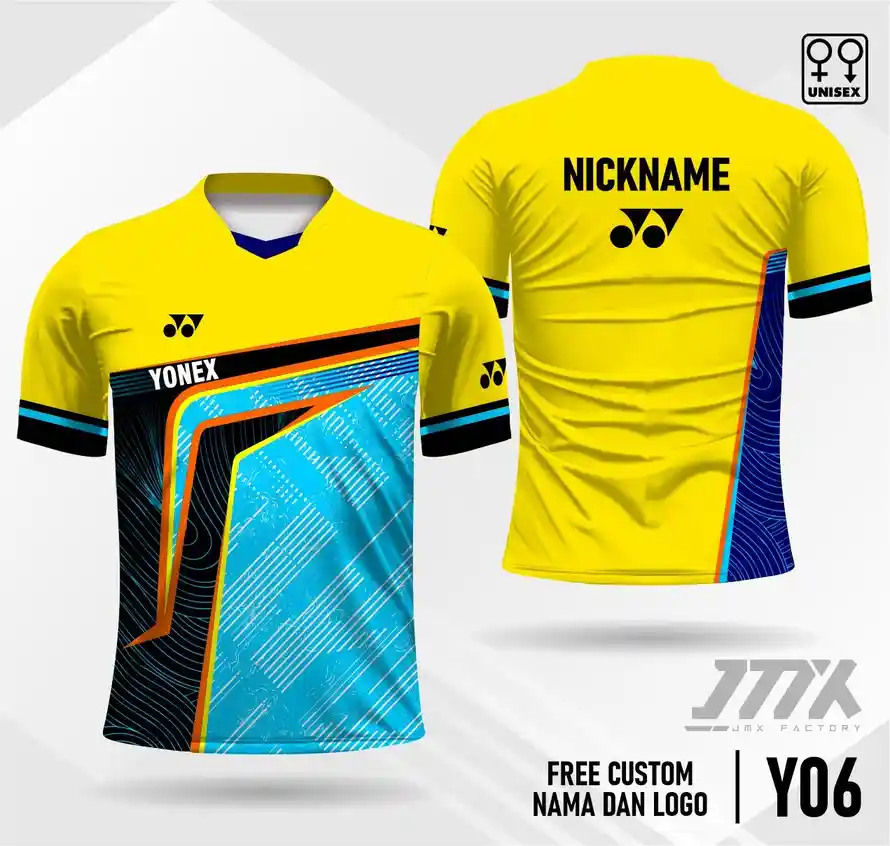 UNISEX
NICKNAME
YONEX
JMX
JMX FACTORY
FREE CUSTOM
NAMA DAN LOGO
Y06